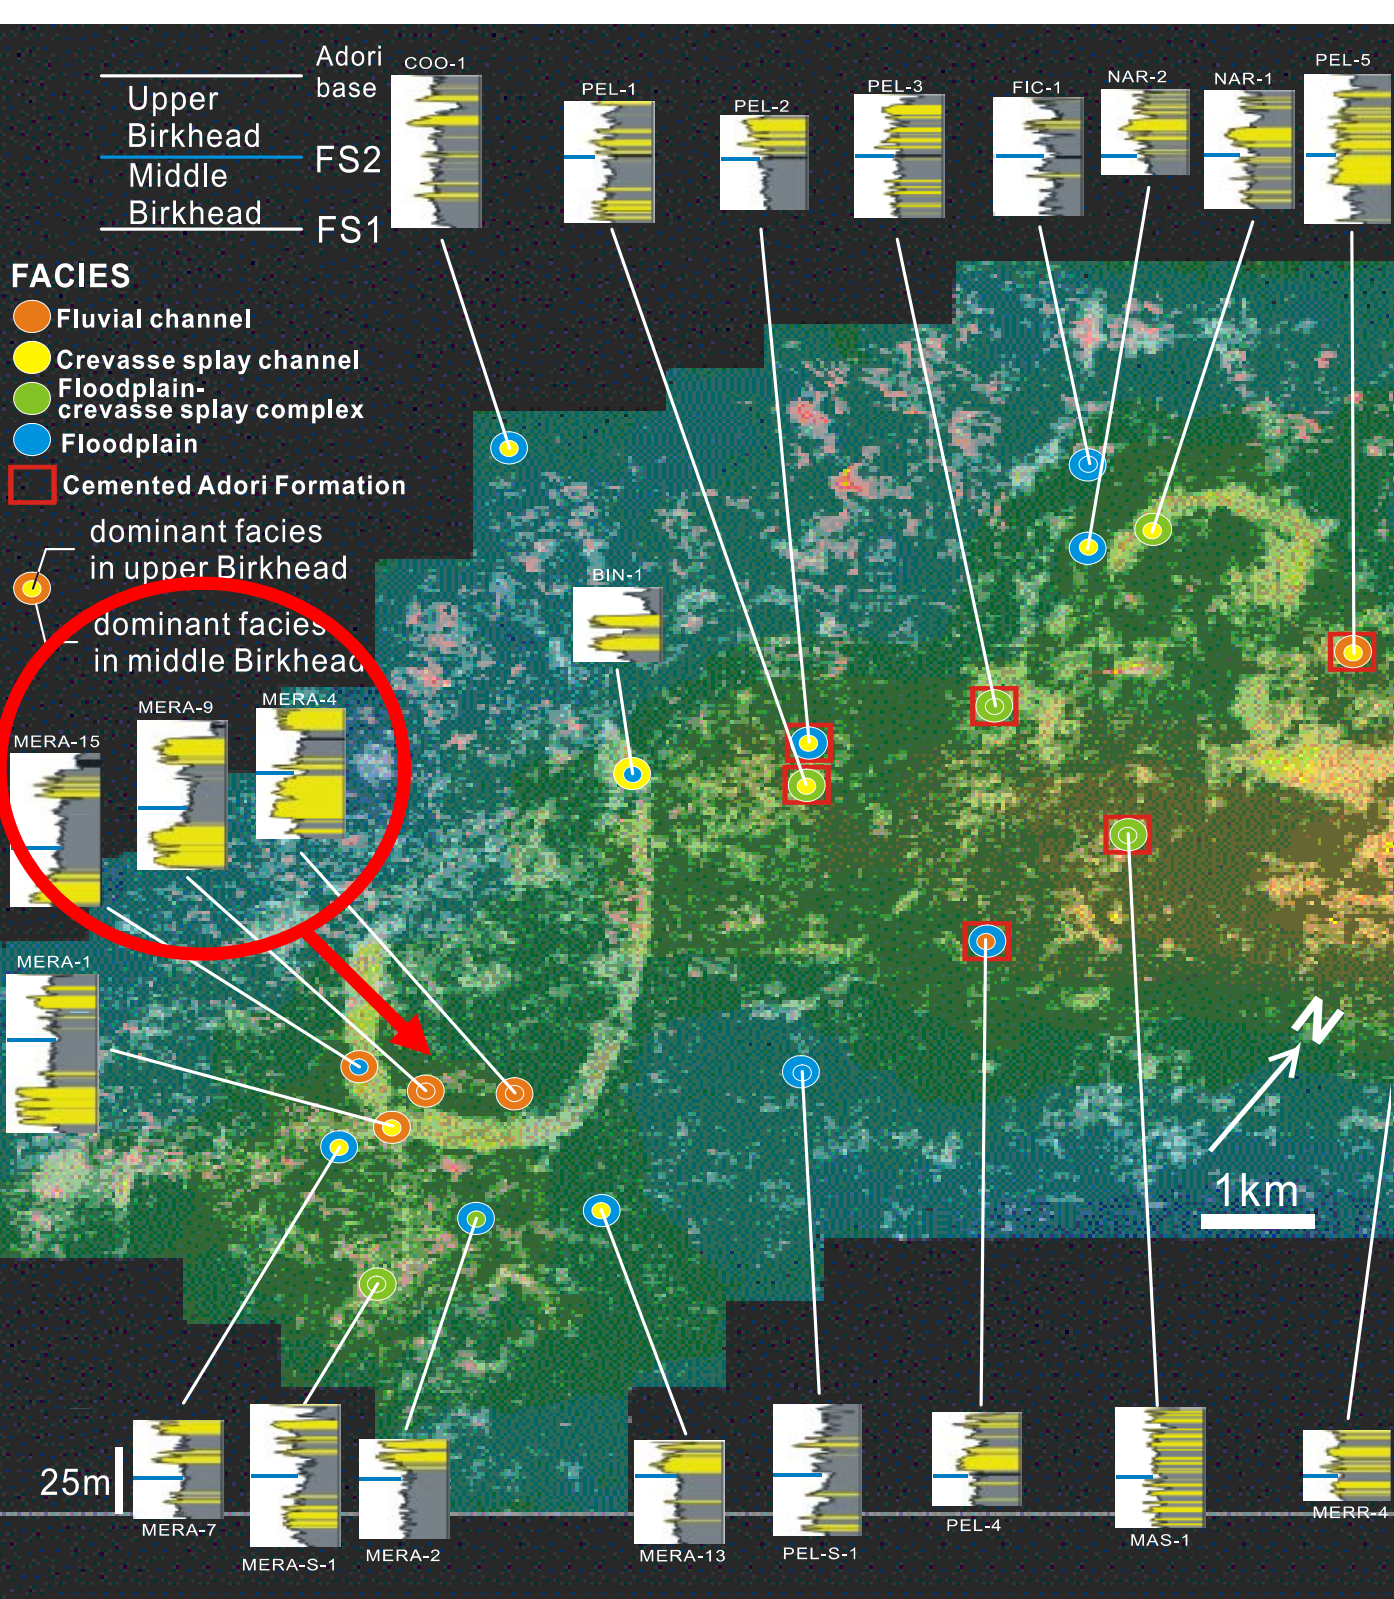 Adori
base
Upper
Birkhead
FS2
Middle
Birkhead
FS1
COO-1
PEL-1
PEL-2
PEL-3
FIC-1
NAR-2
NAR-1
PEL-5
FACIES
Fluvial channel
Crevasse splay channel
Floodplain-
crevasse splay complex
Floodplain
Cemented Adori Formation
dominant facies
in upper Birkhead
dominant facies
in middle Birkhead
BIN-1
MERA-4
MERA-9
MERA-15
MERA-1
N
1km
25m
MERA-7
MERA-S-1
MERA-2
MERA-13
PEL-S-1
PEL-4
MAS-1
MERR-4